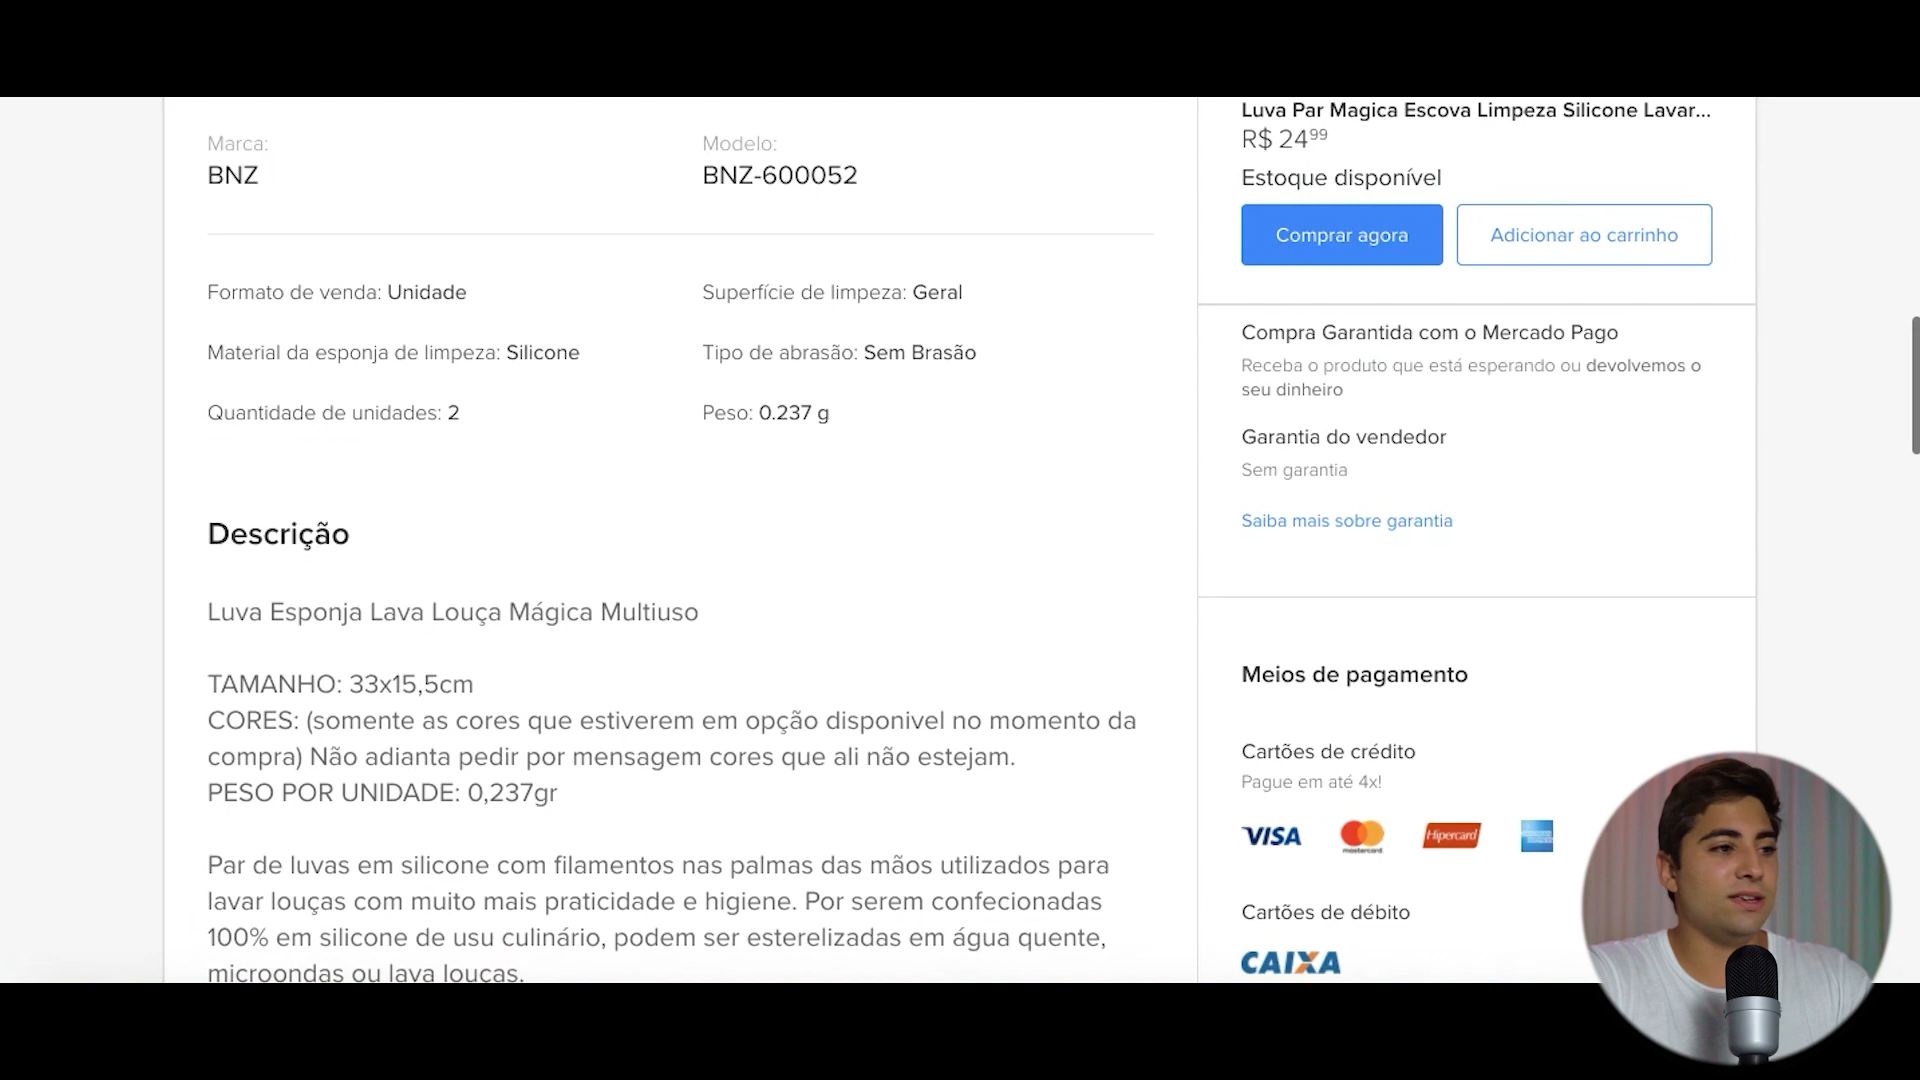 Marca:
BNZ
Modelo:
BNZ-600052
Formato de venda: Unidade
Superfície de limpeza: Geral
Material da esponja de limpeza: Silicone
Tipo de abrasão: Sem Brasão
Quantidade de unidades: 2
Peso: 0.237 g
Descrição
Luva Esponja Lava Louça Mágica Multiuso
TAMANHO: 33x15,5cm
CORES: (somente as cores que estiverem em opção disponivel no momento da
compra) Não adianta pedir por mensagem cores que ali não estejam.
PESO POR UNIDADE: 0,237gr
Par de luvas em silicone com filamentos nas palmas das mãos utilizados para
lavar louças com muito mais praticidade e higiene. Por serem confecionadas
100% em silicone de usu culinário, podem ser esterelizadas em água quente,
microondas ou lava louças.
Luva Par Magica Escova Limpeza Silicone Lavar...
R$ 24⁹⁹
Estoque disponível
Comprar agora
Adicionar ao carrinho
Compra Garantida com o Mercado Pago
Receba o produto que está esperando ou devolvemos o
seu dinheiro
Garantia do vendedor
Sem garantia
Saiba mais sobre garantia
Meios de pagamento
Cartões de crédito
Pague em até 4x!
VISA
mastercard
Hipercard
Cartões de débito
CAIXA